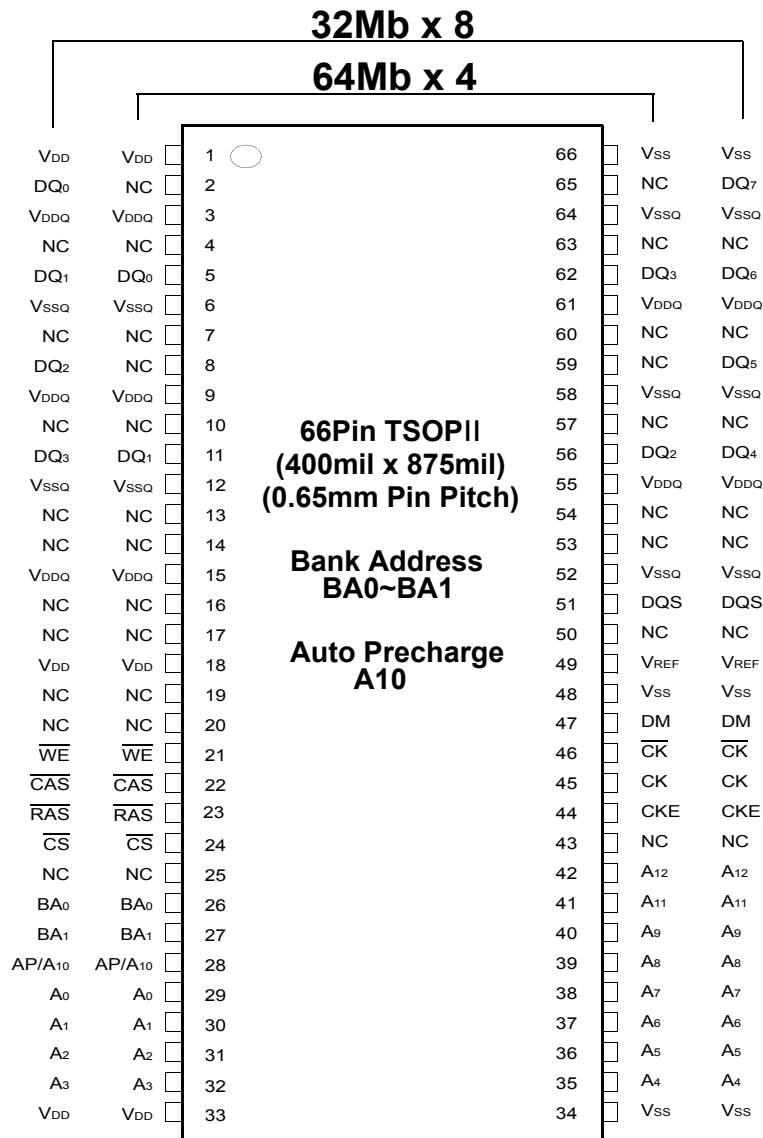 32Mb x 8
64Mb x 4
VDD VDD 1 66 VSS VSS
DQ0 NC 2 65 NC DQ7
VDDQ VDDQ 3 64 VSSQ VSSQ
NC NC 4 63 NC NC
DQ1 DQ0 5 62 DQ3 DQ6
VSSQ VSSQ 6 61 VDDQ VDDQ
NC NC 7 60 NC NC
DQ2 NC 8 59 NC DQ5
VDDQ VDDQ 9 58 VSSQ VSSQ
NC NC 10 57 NC NC
DQ3 DQ1 11 56 DQ2 DQ4
VSSQ VSSQ 12 55 VDDQ VDDQ
NC NC 13 54 NC NC
NC NC 14 53 NC NC
VDDQ VDDQ 15 52 VSSQ VSSQ
NC NC 16 51 DQS DQS
NC NC 17 50 NC NC
VDD VDD 18 49 VREF VREF
NC NC 19 48 VSS VSS
NC NC 20 47 DM DM
W̅E̅ W̅E̅ 21 46 C̅K̅ C̅K̅
C̅A̅S̅ C̅A̅S̅ 22 45 CK CK
R̅A̅S̅ R̅A̅S̅ 23 44 CKE CKE
C̅S̅ C̅S̅ 24 43 NC NC
NC NC 25 42 A12 A12
BA0 BA0 26 41 A11 A11
BA1 BA1 27 40 A9 A9
AP/A10 AP/A10 28 39 A8 A8
A0 A0 29 38 A7 A7
A1 A1 30 37 A6 A6
A2 A2 31 36 A5 A5
A3 A3 32 35 A4 A4
VDD VDD 33 34 VSS VSS
66Pin TSOPII
(400mil x 875mil)
(0.65mm Pin Pitch)
Bank Address
BA0~BA1
Auto Precharge
A10